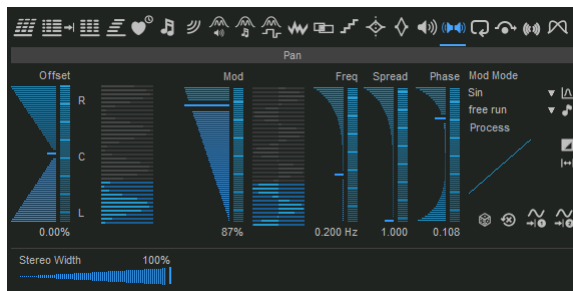 Pan
Offset Mod Freq Spread Phase Mod Mode
R Sin
free run
C Process
L
0.00% 87% 0.200 Hz 1.000 0.108
Stereo Width 100%